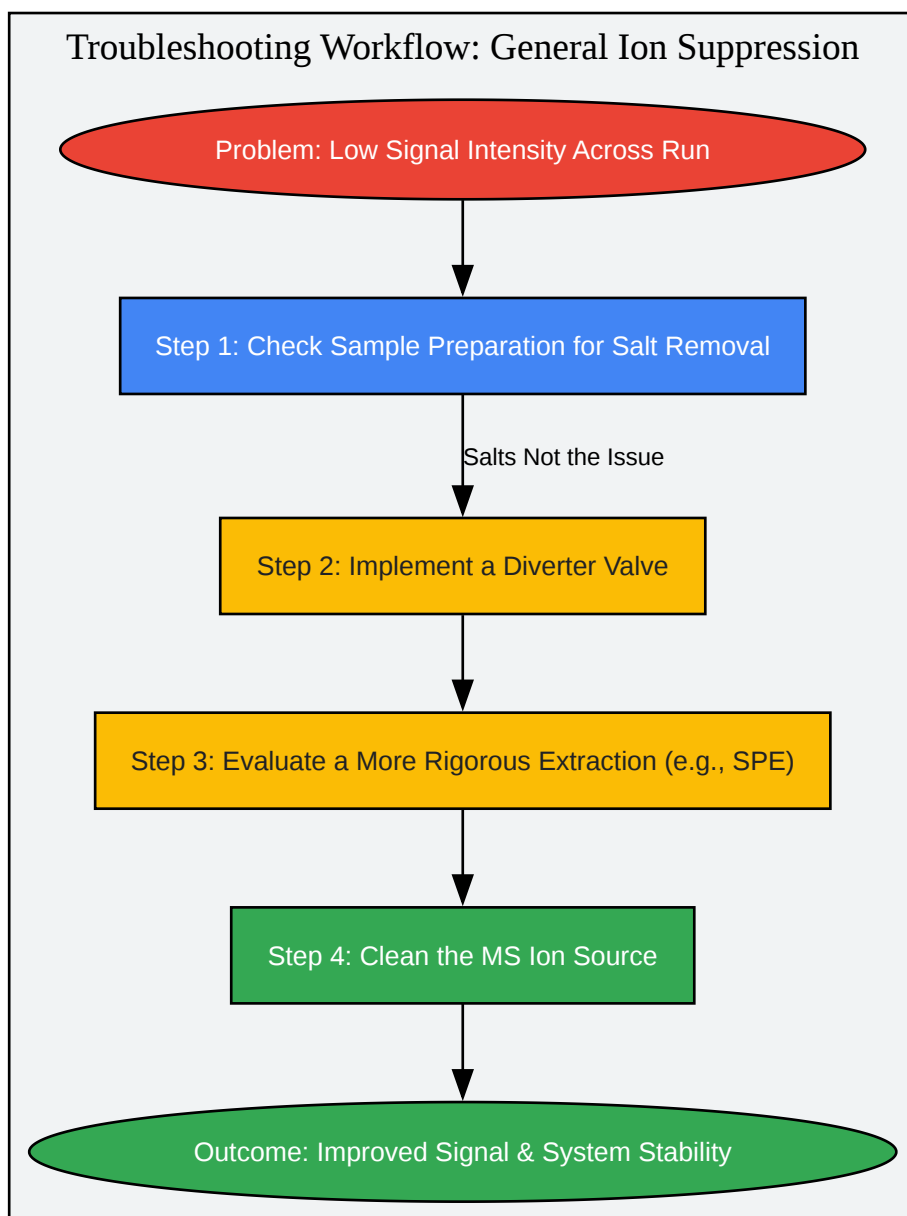 Troubleshooting Workflow: General Ion Suppression
Problem: Low Signal Intensity Across Run
Step 1: Check Sample Preparation for Salt Removal
Salts Not the Issue
Step 2: Implement a Diverter Valve
Step 3: Evaluate a More Rigorous Extraction (e.g., SPE)
Step 4: Clean the MS Ion Source
Outcome: Improved Signal & System Stability